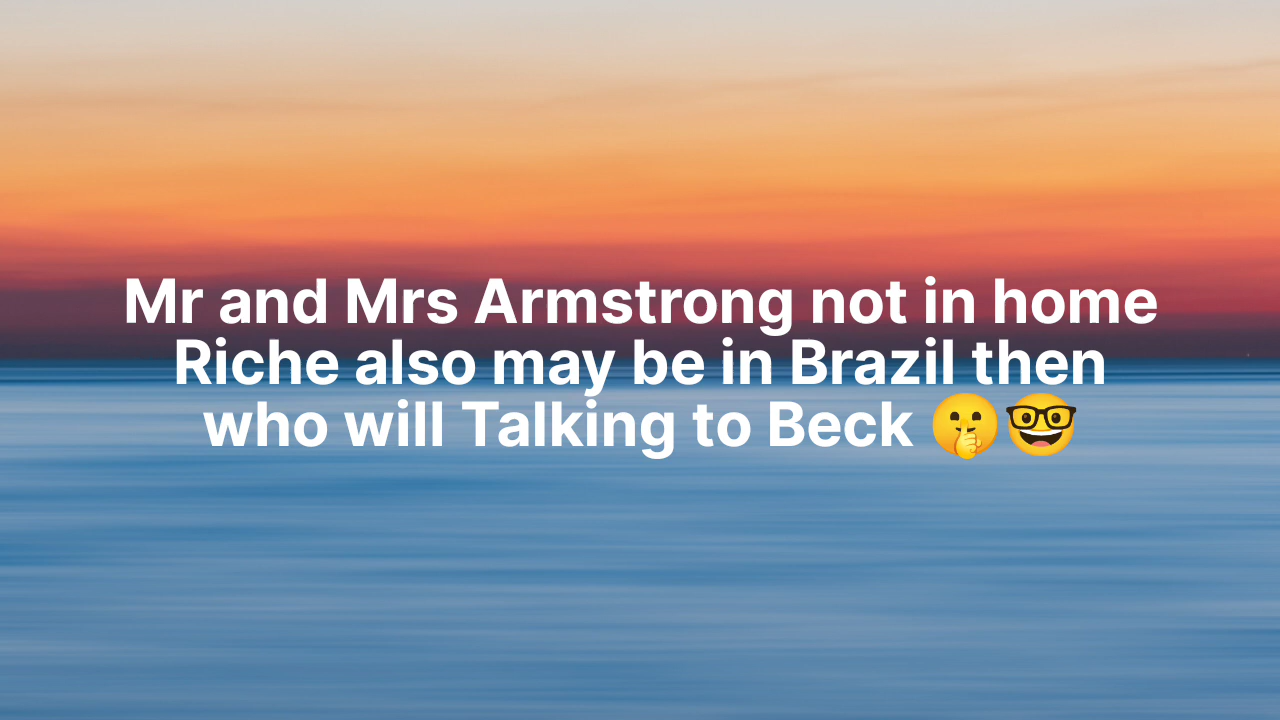 Mr and Mrs Armstrong not in home
Riche also may be in Brazil then
who will Talking to Beck 🤫🤓